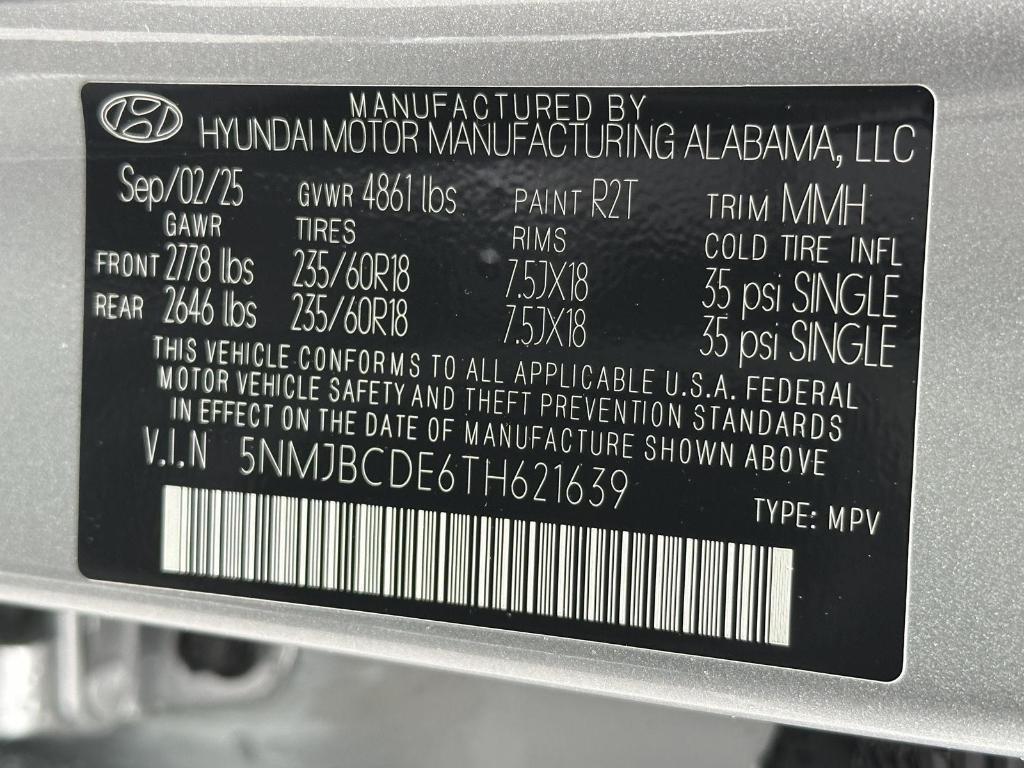 MANUFACTURED BY
HYUNDAI MOTOR MANUFACTURING ALABAMA, LLC
Sep/02/25 GVWR 4861 lbs PAINT R2T TRIM MMH
GAWR TIRES RIMS COLD TIRE INFL
FRONT 2778 lbs 235/60R18 7.5JX18 35 psi SINGLE
REAR 2646 lbs 235/60R18 7.5JX18 35 psi SINGLE
THIS VEHICLE CONFORMS TO ALL APPLICABLE U.S.A. FEDERAL
MOTOR VEHICLE SAFETY AND THEFT PREVENTION STANDARDS
IN EFFECT ON THE DATE OF MANUFACTURE SHOWN ABOVE
V.I.N 5NMJBCDE6TH621639
TYPE: MPV